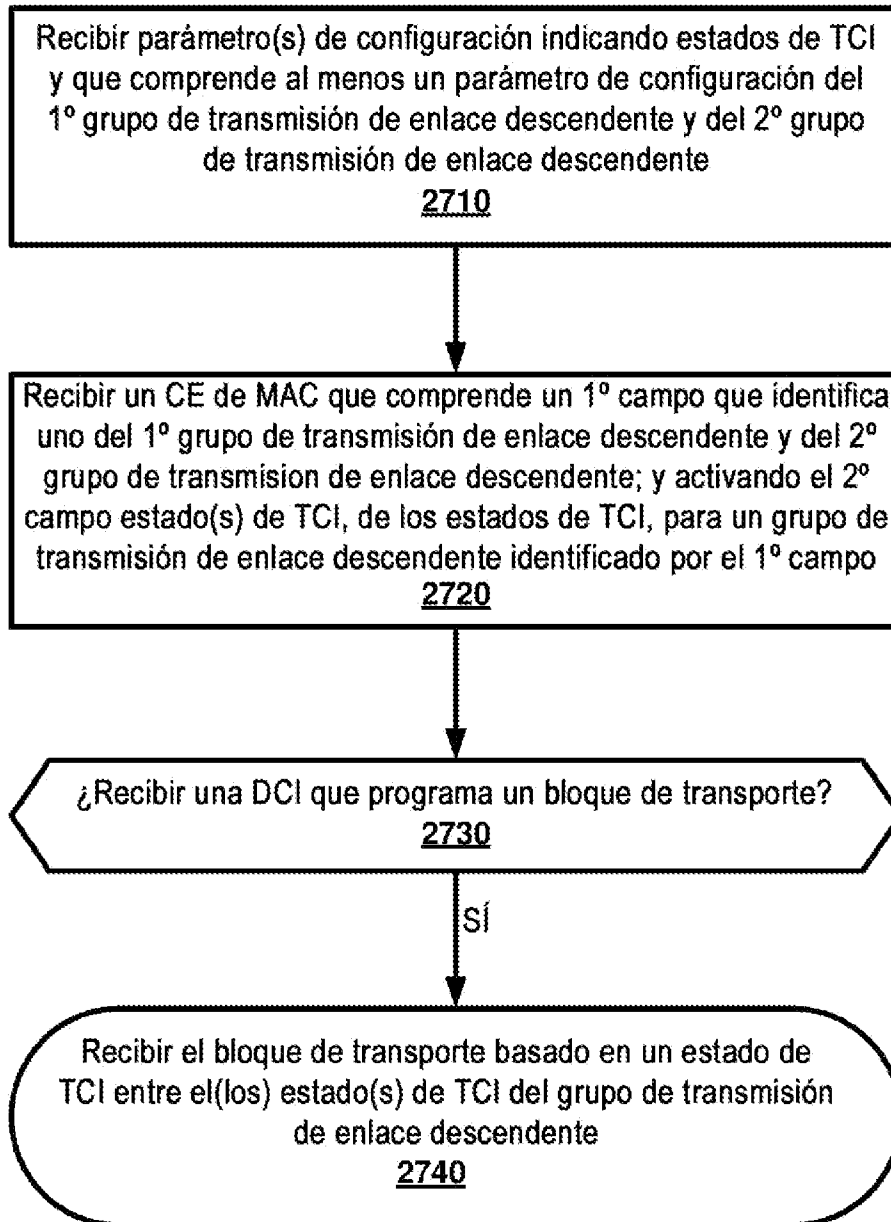 Recibir parámetro(s) de configuración indicando estados de TCI
y que comprende al menos un parámetro de configuración del
1º grupo de transmisión de enlace descendente y del 2º grupo
de transmisión de enlace descendente
2710
Recibir un CE de MAC que comprende un 1º campo que identifica
uno del 1º grupo de transmisión de enlace descendente y del 2º
grupo de transmision de enlace descendente; y activando el 2º
campo estado(s) de TCI, de los estados de TCI, para un grupo de
transmisión de enlace descendente identificado por el 1º campo
2720
¿Recibir una DCI que programa un bloque de transporte?
2730
SÍ
Recibir el bloque de transporte basado en un estado de
TCI entre el(los) estado(s) de TCI del grupo de transmisión
de enlace descendente
2740